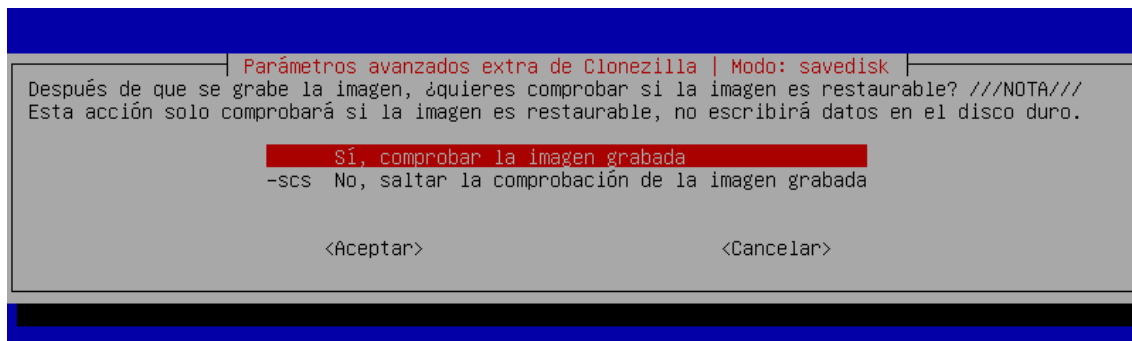 Parámetros avanzados extra de Clonezilla | Modo: savedisk
Después de que se grabe la imagen, ¿quieres comprobar si la imagen es restaurable? ///NOTA///
Esta acción solo comprobará si la imagen es restaurable, no escribirá datos en el disco duro.
Sí, comprobar la imagen grabada
-scs No, saltar la comprobación de la imagen grabada
<Aceptar> <Cancelar>